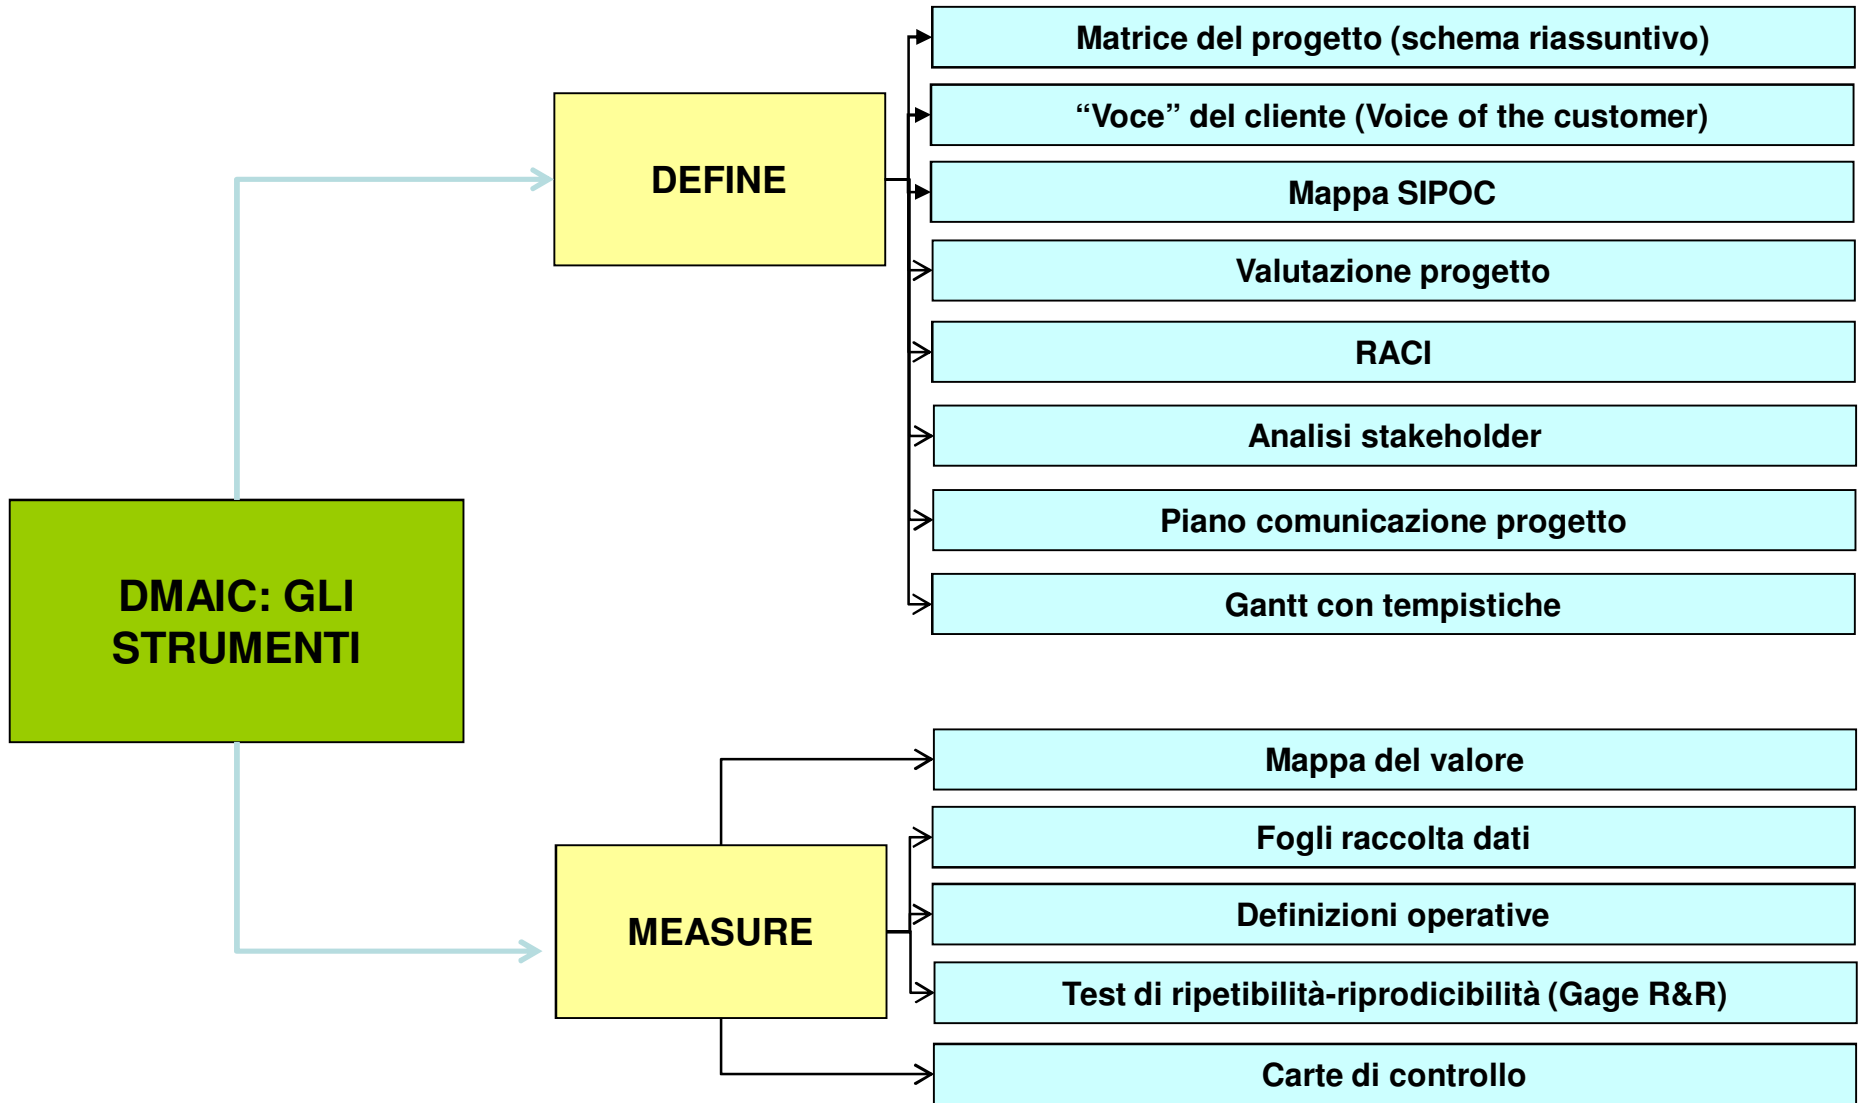 Matrice del progetto (schema riassuntivo)
“Voce” del cliente (Voice of the customer)
DEFINE
Mappa SIPOC
Valutazione progetto
RACI
Analisi stakeholder
Piano comunicazione progetto
DMAIC: GLI
STRUMENTI
Gantt con tempistiche
Mappa del valore
Fogli raccolta dati
MEASURE
Definizioni operative
Test di ripetibilità-riprodicibilità (Gage R&R)
Carte di controllo